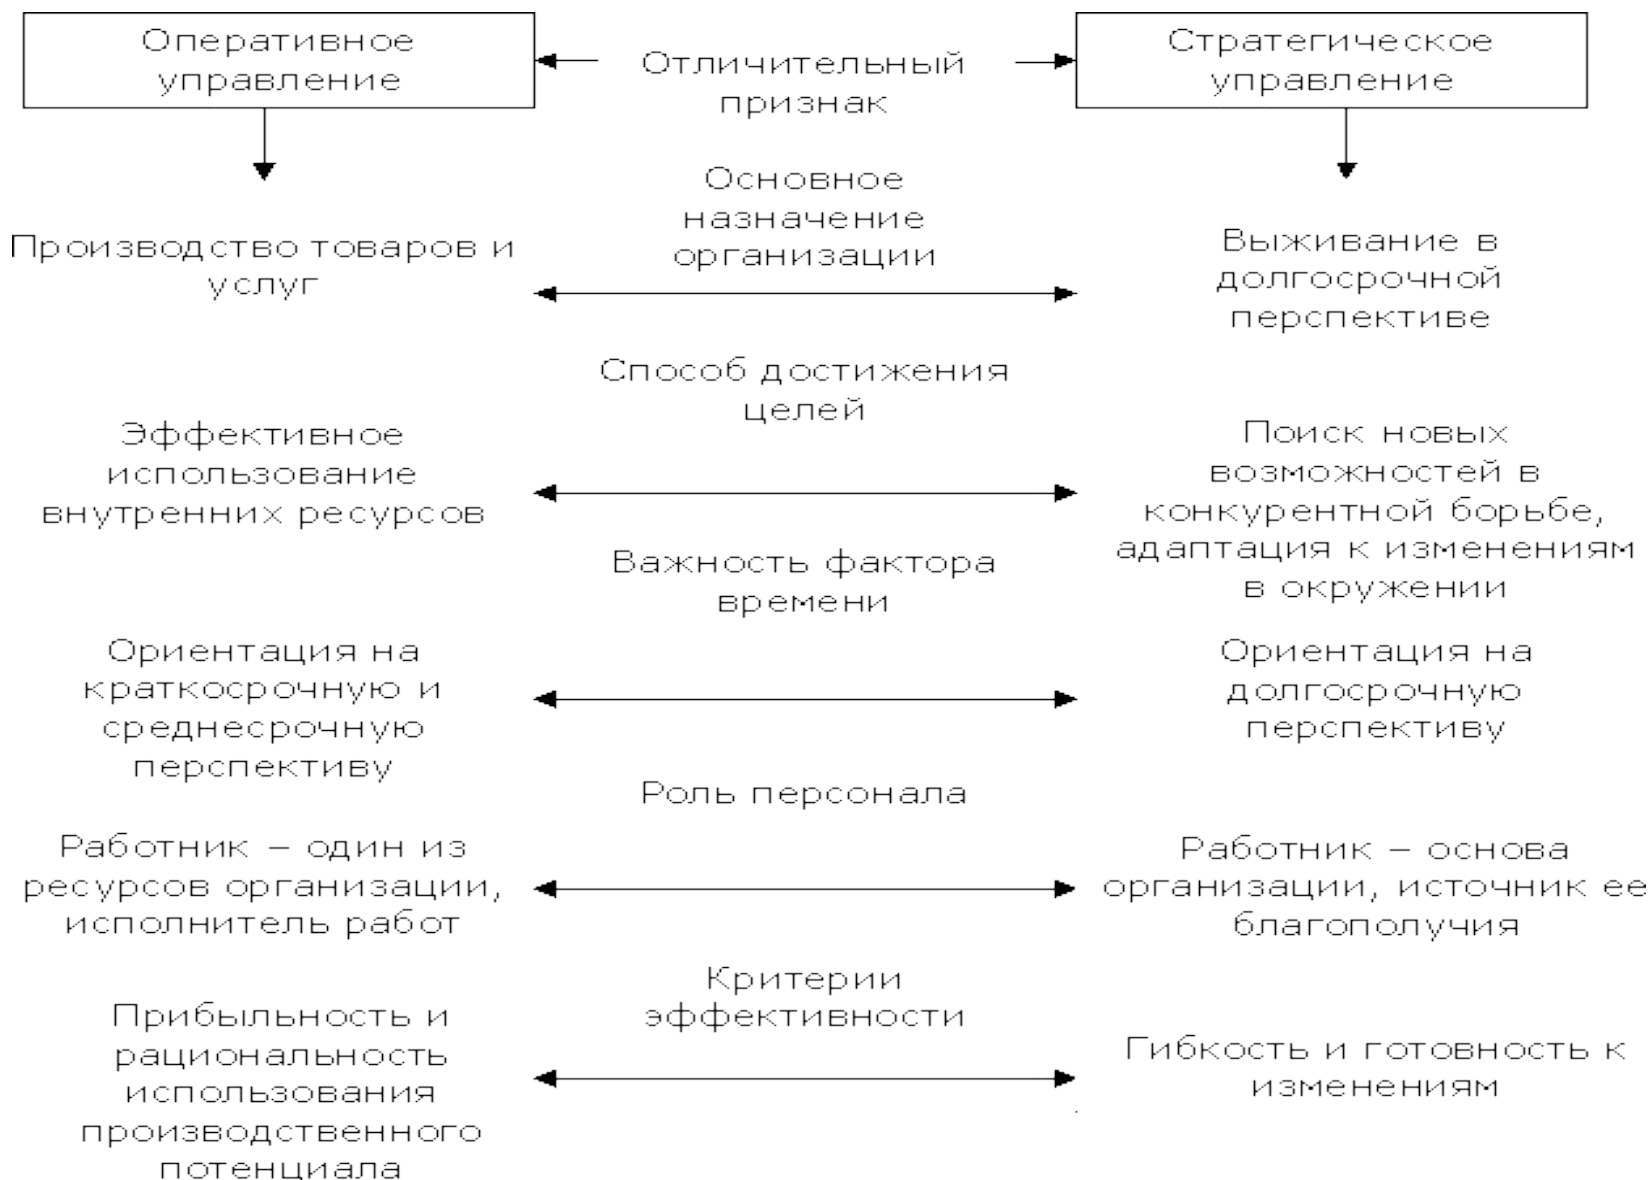 Оперативное
управление
Отличительный
признак
Стратегическое
управление
Основное
назначение
организации
Производство товаров и
услуг
Выживание в
долгосрочной
перспективе
Способ достижения
целей
Эффективное
использование
внутренних ресурсов
Поиск новых
возможностей в
конкурентной борьбе,
адаптация к изменениям
в окружении
Важность фактора
времени
Ориентация на
краткосрочную и
среднесрочную
перспективу
Ориентация на
долгосрочную
перспективу
Роль персонала
Работник – один из
ресурсов организации,
исполнитель работ
Работник – основа
организации, источник ее
благополучия
Критерии
эффективности
Прибыльность и
рациональность
использования
производственного
потенциала
Гибкость и готовность к
изменениям